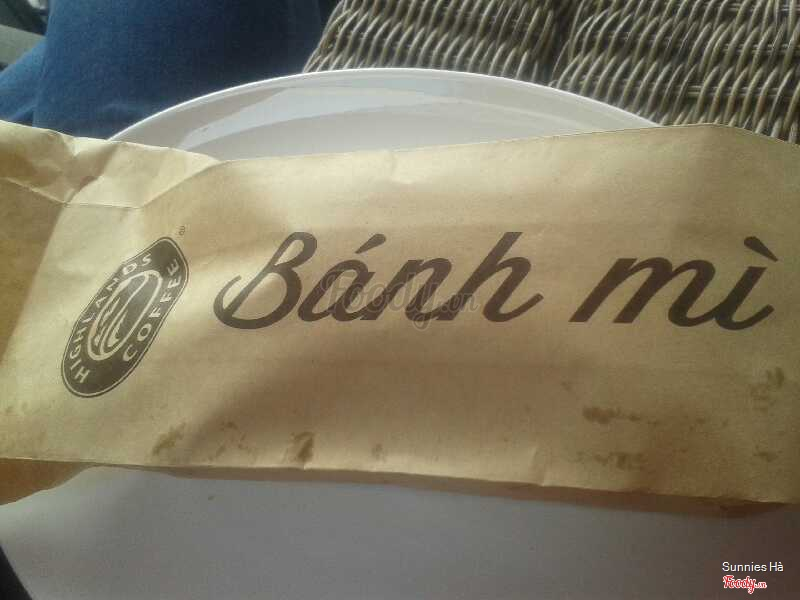 HIGHLANDS
COFFEE
®
Bánh mì
Foody.vn
Sunnies Hà
Foody.vn